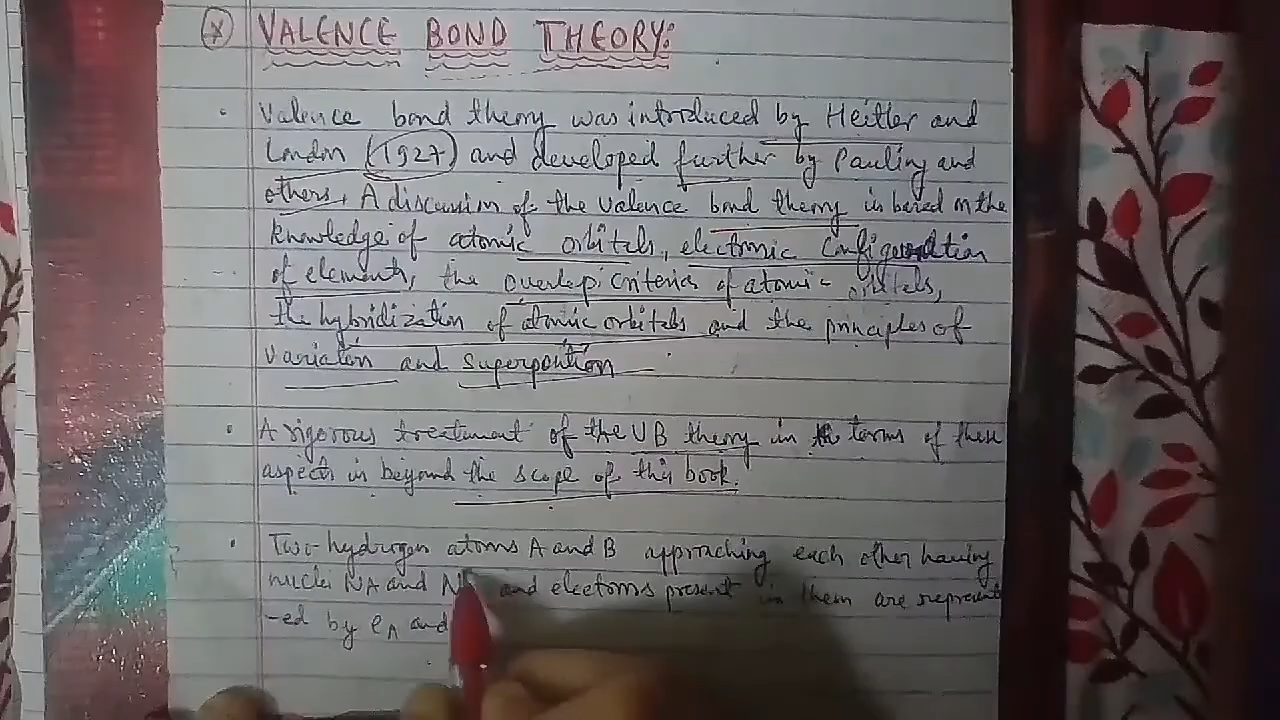 VALENCE BOND THEORY:
Valence bond theory was introduced by Heitler and
London (1927) and developed further by Pauling and
others, A discussion of the valence bond theory is based on the
knowledge of atomic orbitals, electronic configuration
of elements, the overlap criteria of atomic orbitals,
the hybridization of atomic orbitals and the principles of
variation and superposition
A rigorous treatment of the VB theory in terms of these
aspects is beyond the scope of this book.
Two hydrogen atoms A and B approaching each other having
nuclei NA and N and electrons present in them are represent
-ed by eA and